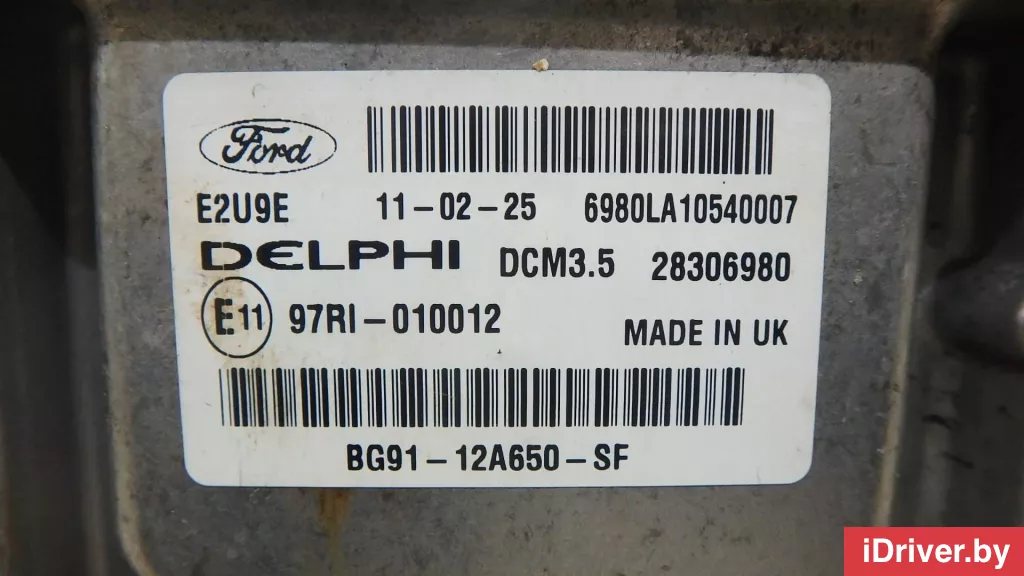 Ford
E2U9E 11-02-25 6980LA10540007
DELPHI DCM3.5 28306980
E11 97RI-010012 MADE IN UK
BG91-12A650-SF
iDriver.by